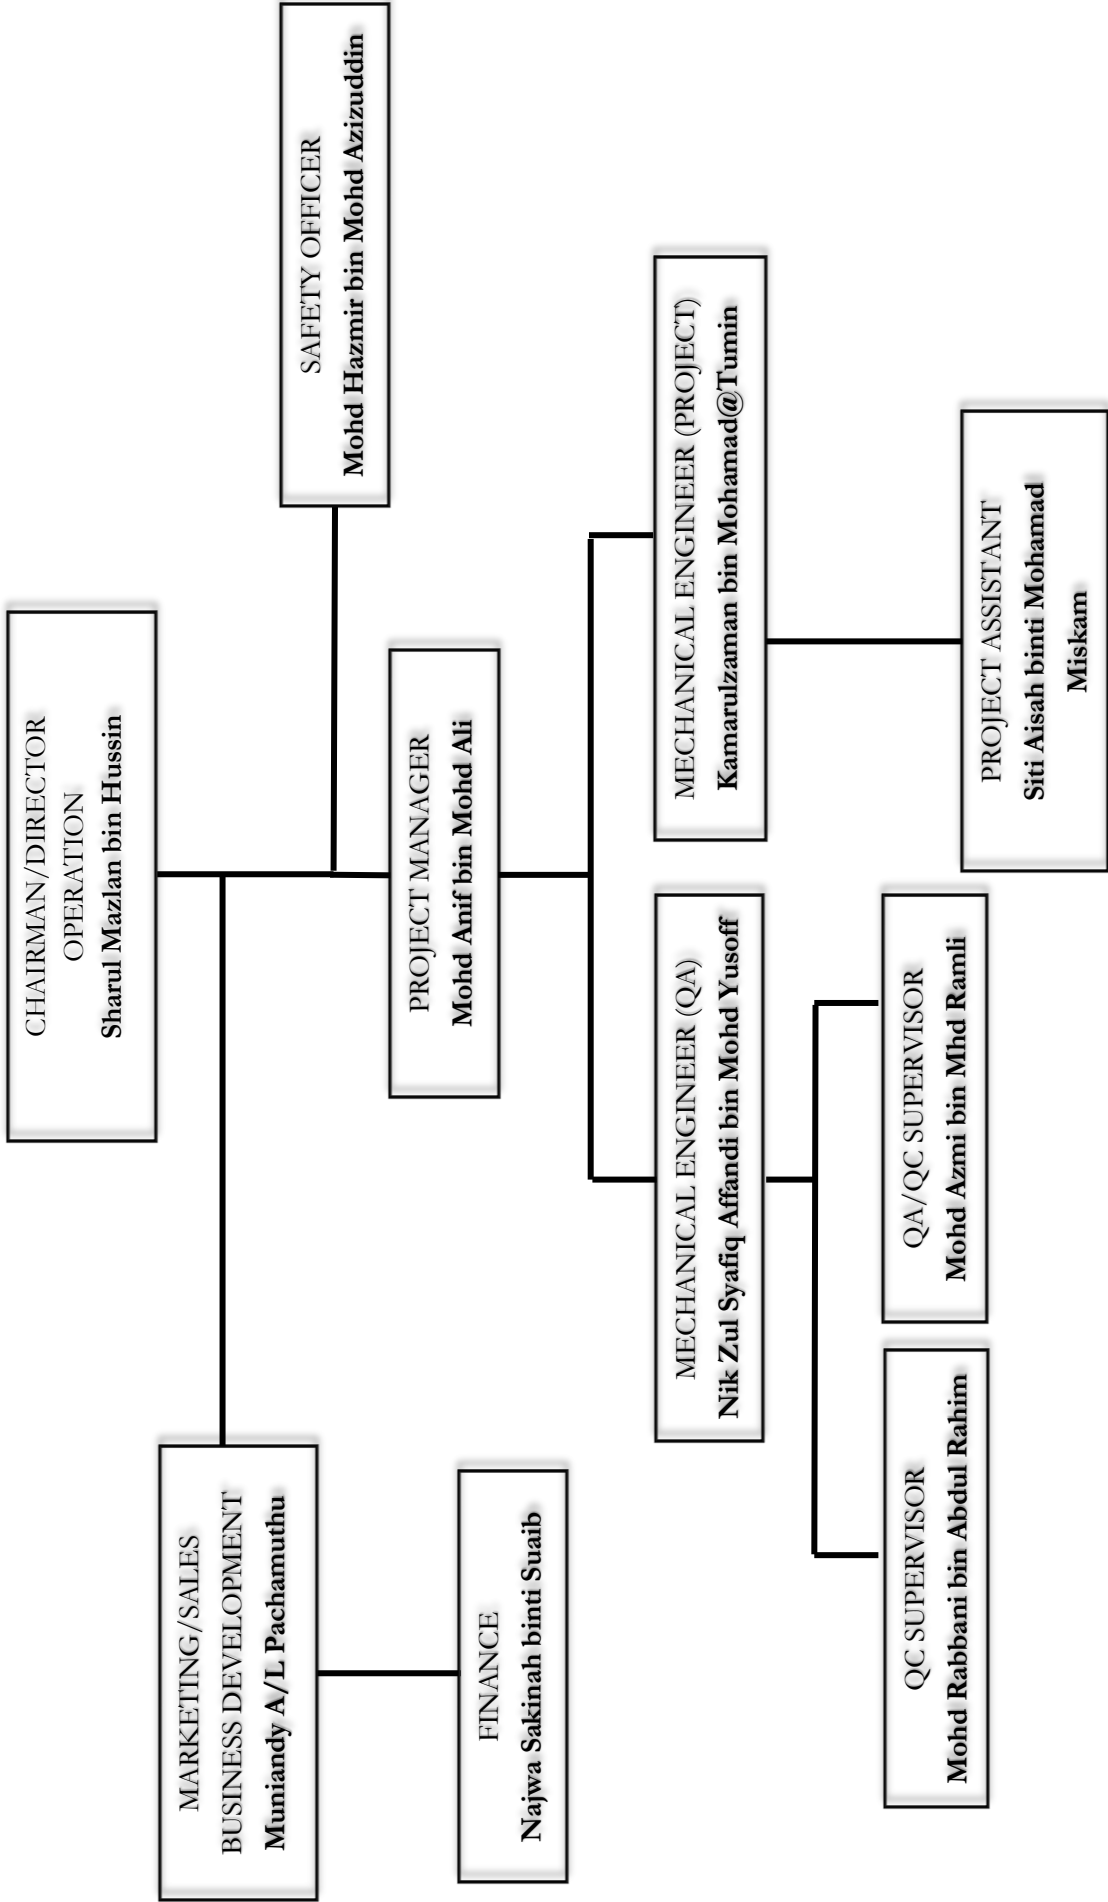 CHAIRMAN/DIRECTOR
OPERATION
Sharul Mazlan bin Hussin
MARKETING/SALES
BUSINESS DEVELOPMENT
Muniandy A/L Pachamuthu
SAFETY OFFICER
Mohd Hazmir bin Mohd Azizuddin
PROJECT MANAGER
Mohd Anif bin Mohd Ali
FINANCE
Najwa Sakinah binti Suaib
MECHANICAL ENGINEER (QA)
Nik Zul Syafiq Affandi bin Mohd Yusoff
MECHANICAL ENGINEER (PROJECT)
Kamarulzaman bin Mohamad@Tumin
QC SUPERVISOR
Mohd Rabbani bin Abdul Rahim
QA/QC SUPERVISOR
Mohd Azmi bin Mhd Ramli
PROJECT ASSISTANT
Siti Aisah binti Mohamad
Miskam